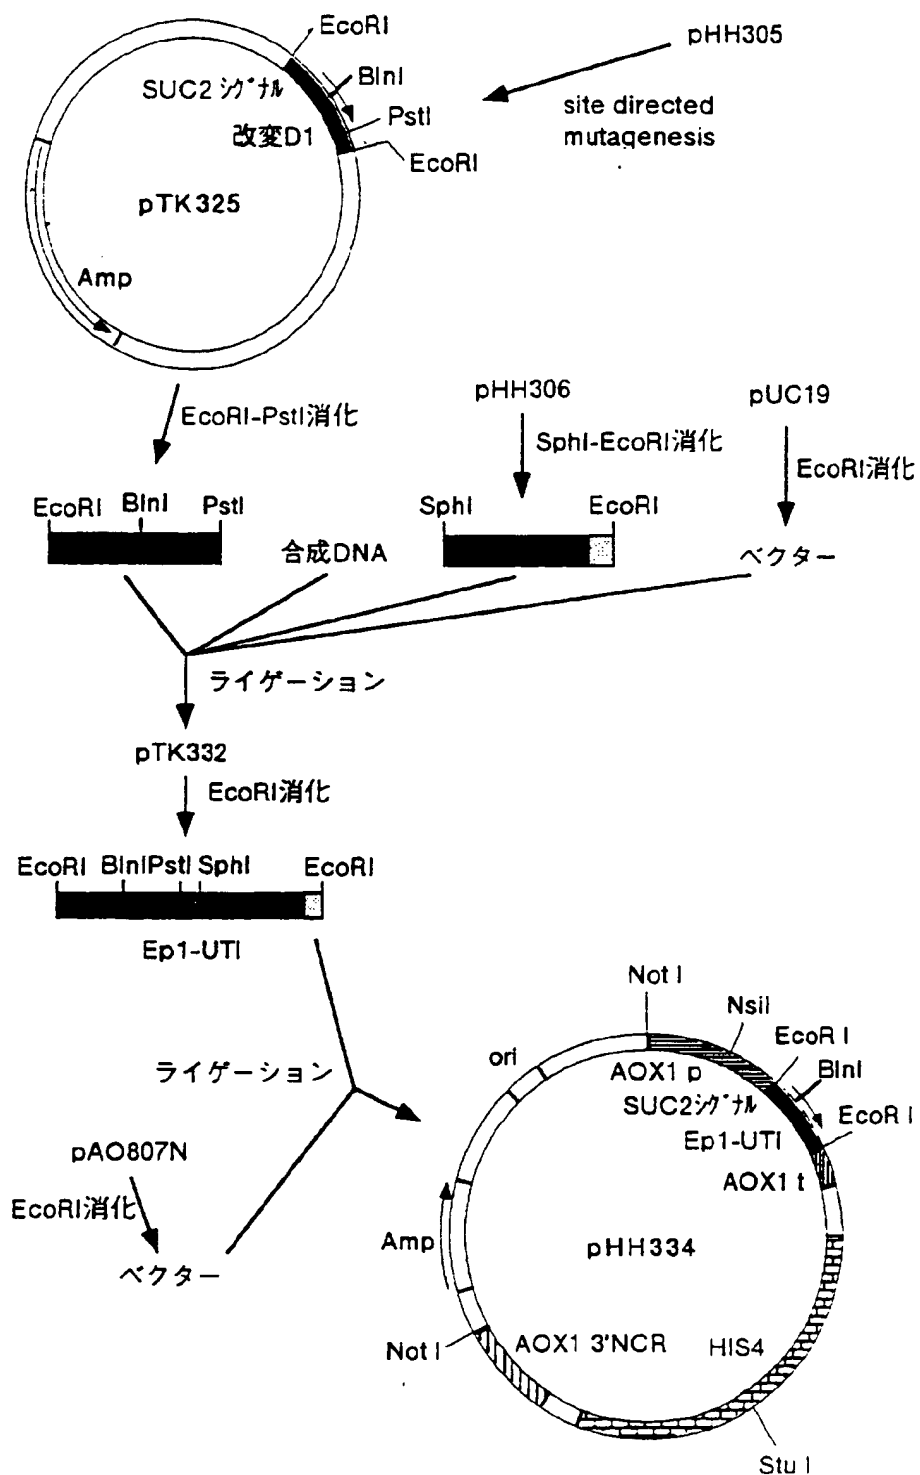 EcoRI
pHH305
SUC2 ｼｸﾞﾅﾙ
BlnI
site directed
mutagenesis
改変D1
PstI
EcoRI
pTK325
Amp
EcoRI-PstI消化
pHH306
pUC19
SphI-EcoRI消化
EcoRI消化
EcoRI
BlnI
PstI
SphI
EcoRI
合成DNA
ベクター
ライゲーション
pTK332
EcoRI消化
EcoRI
BlnI
PstI
SphI
EcoRI
Ep1-UTI
Not I
NsiI
EcoR I
ori
AOX1 p
BlnI
ライゲーション
SUC2ｼｸﾞﾅﾙ
EcoR I
Ep1-UTI
pAO807N
AOX1 t
EcoRI消化
Amp
pHH334
ベクター
Not I
AOX1 3'NCR
HIS4
Stu I